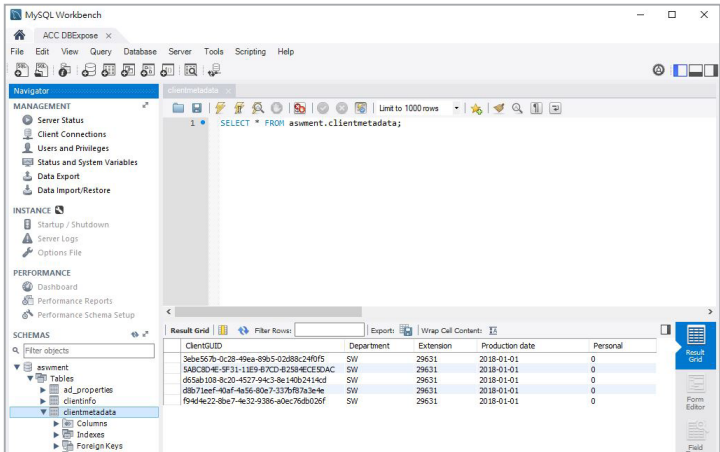 MySQL Workbench
ACC DBExpose
File Edit View Query Database Server Tools Scripting Help
Navigator
clientmetadata
MANAGEMENT
Server Status
Client Connections
Users and Privileges
Status and System Variables
Data Export
Data Import/Restore
INSTANCE
Startup / Shutdown
Server Logs
Options File
PERFORMANCE
Dashboard
Performance Reports
Performance Schema Setup
SCHEMAS
Filter objects
aswment
Tables
ad_properties
clientinfo
clientmetadata
Columns
Indexes
Foreign Keys
Limit to 1000 rows
1 SELECT * FROM aswment.clientmetadata;
Result Grid Filter Rows: Export: Wrap Cell Content:
ClientGUID Department Extension Production date Personal
3ebe567b-0c28-49ea-89b5-02d88c24f0f5 SW 29631 2018-01-01 0
5ABC8D4E-5F31-11E9-B7CD-B2584ECE5DAC SW 29631 2018-01-01 0
d65ab108-8c20-4527-94c3-8e140b2414cd SW 29631 2018-01-01 0
d8b71eef-40af-4a56-80e7-337bf87a3e4e SW 29631 2018-01-01 0
f94d4e22-8be7-4e32-9386-a0ec76db026f SW 29631 2018-01-01 0
Result
Grid
Form
Editor
Field